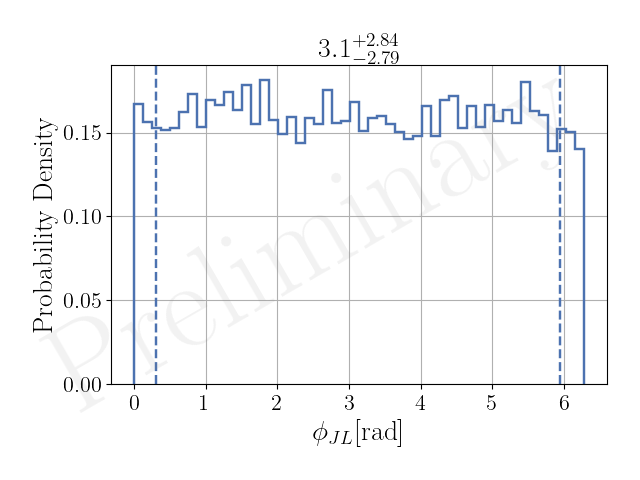 3.1^{+2.84}_{-2.79}
Probability Density
0.15
0.10
0.05
0.00
0 1 2 3 4 5 6
ϕ_{JL}[rad]
Preliminary